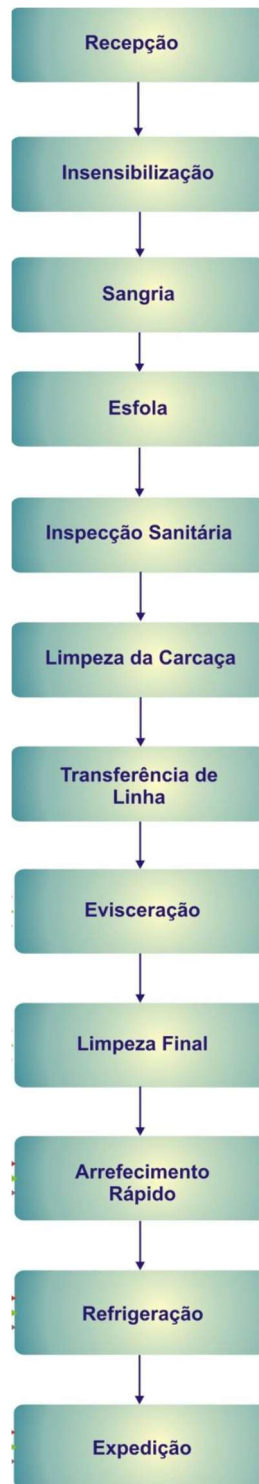 Recepção
Insensibilização
Sangria
Esfola
Inspecção Sanitária
Limpeza da Carcaça
Transferência de
Linha
Evisceração
Limpeza Final
Arrefecimento
Rápido
Refrigeração
Expedição